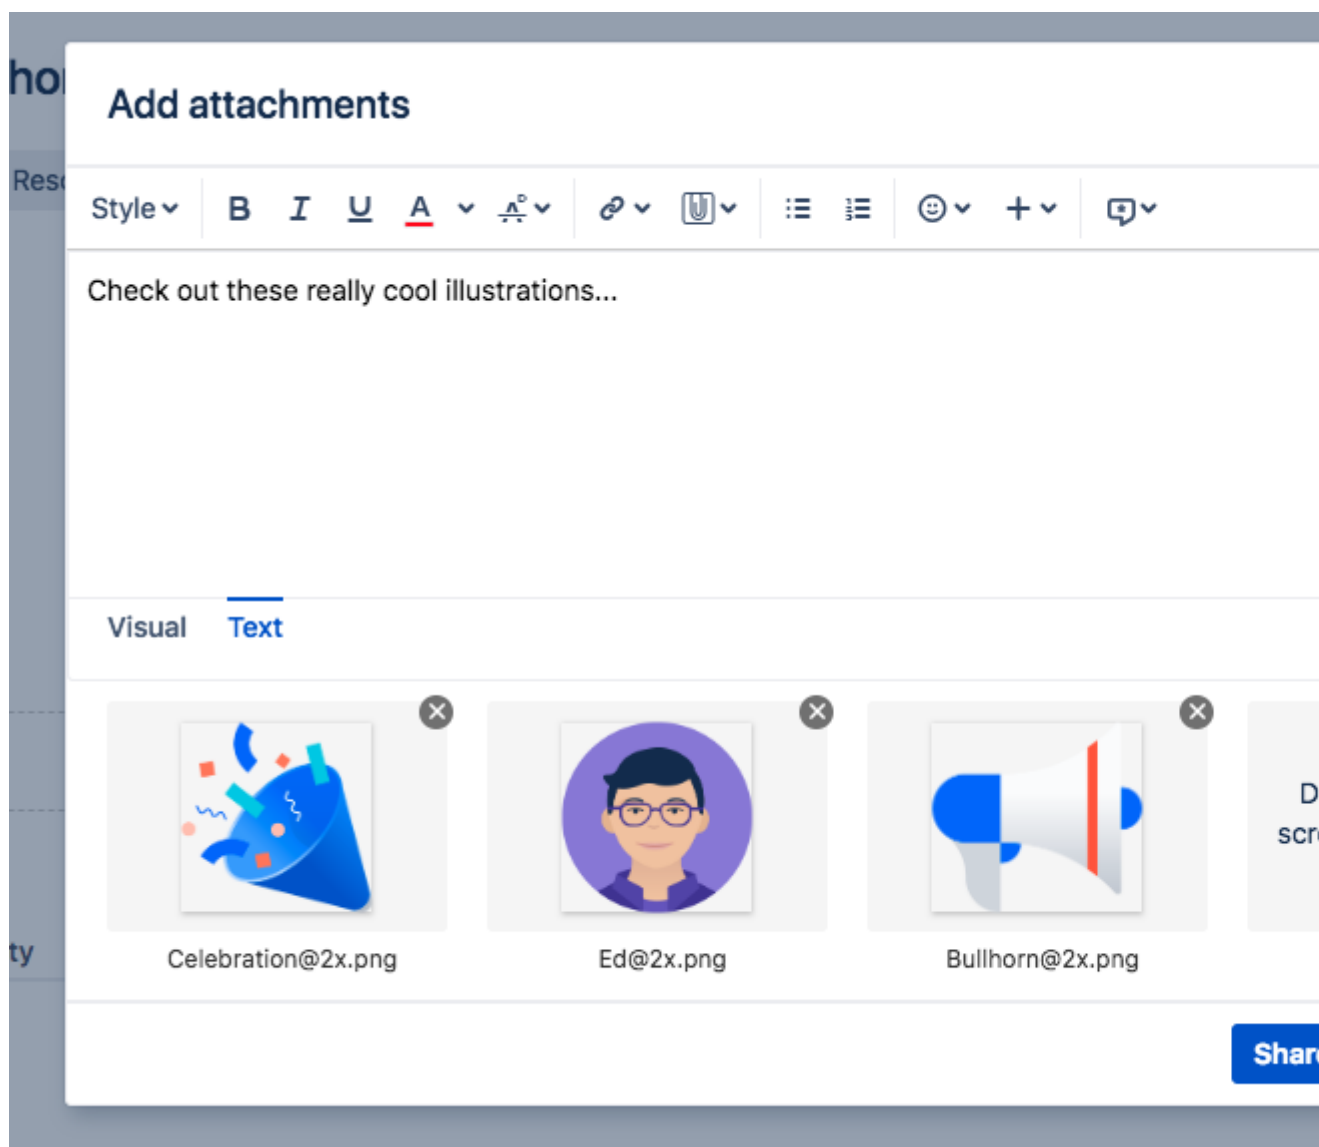 Add attachments
Style B I U A
Check out these really cool illustrations...
Visual Text
Celebration@2x.png Ed@2x.png Bullhorn@2x.png